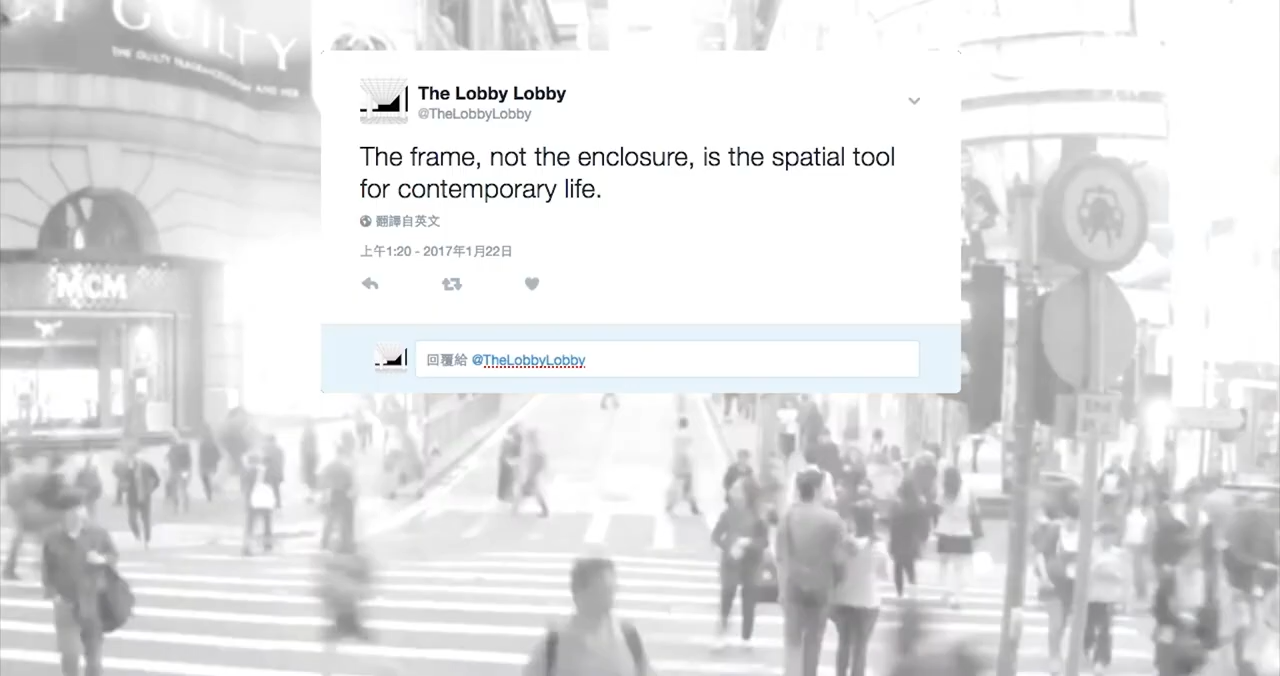 GUILTY
The Lobby Lobby
@TheLobbyLobby
The frame, not the enclosure, is the spatial tool
for contemporary life.
翻譯自英文
上午1:20 - 2017年1月22日
MCM
回覆給 @TheLobbyLobby